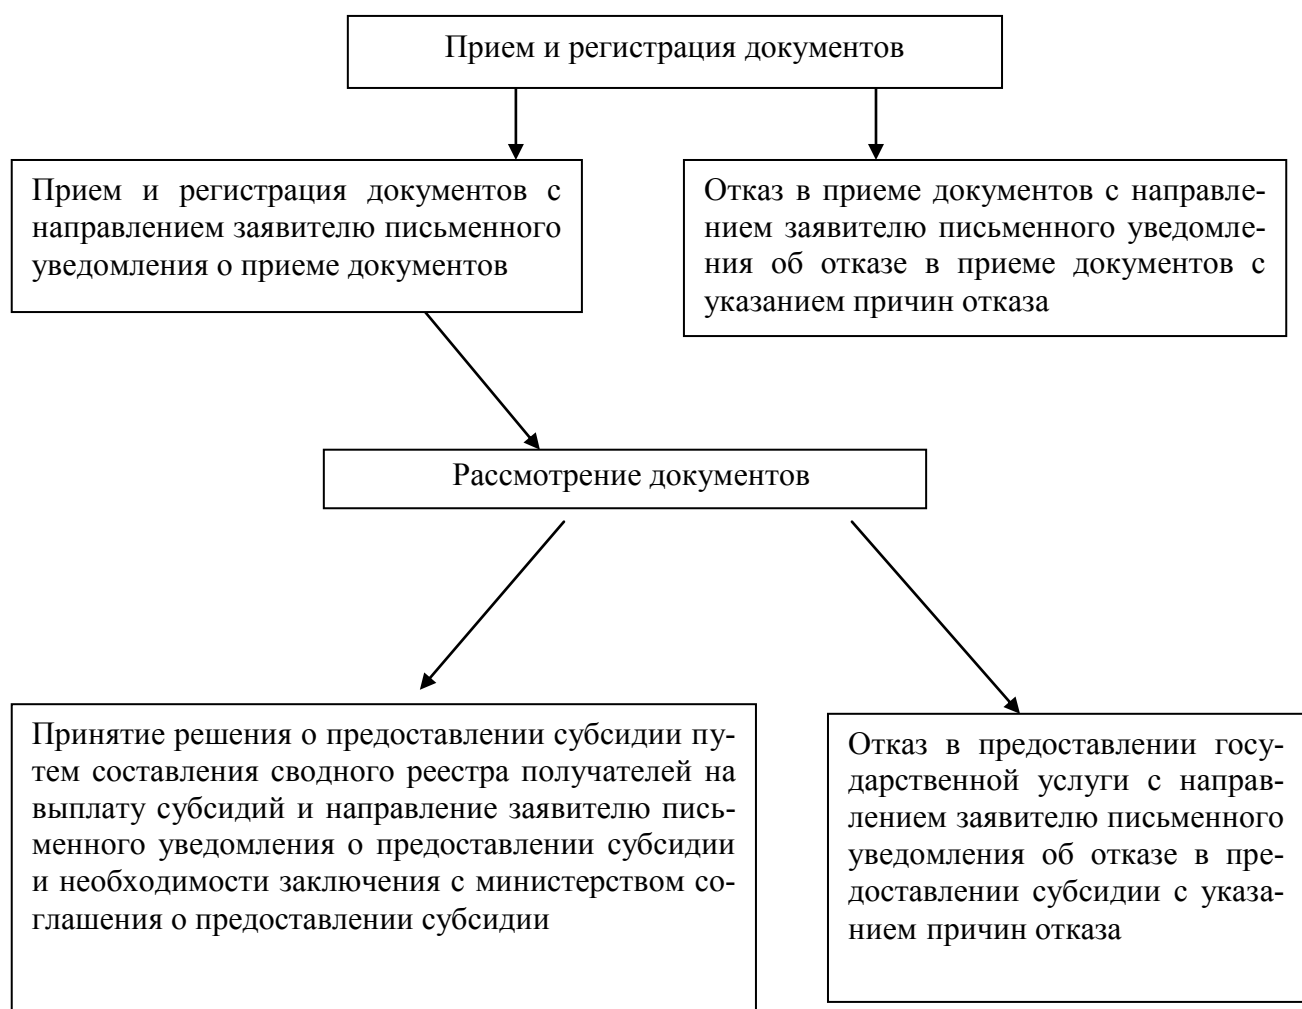 Прием и регистрация документов
Прием и регистрация документов с
направлением заявителю письменного
уведомления о приеме документов
Отказ в приеме документов с направле-
нием заявителю письменного уведомле-
ния об отказе в приеме документов с
указанием причин отказа
Рассмотрение документов
Принятие решения о предоставлении субсидии пу-
тем составления сводного реестра получателей на
выплату субсидий и направление заявителю пись-
менного уведомления о предоставлении субсидии
и необходимости заключения с министерством со-
глашения о предоставлении субсидии
Отказ в предоставлении госу-
дарственной услуги с направ-
лением заявителю письменного
уведомления об отказе в пре-
доставлении субсидии с указа-
нием причин отказа